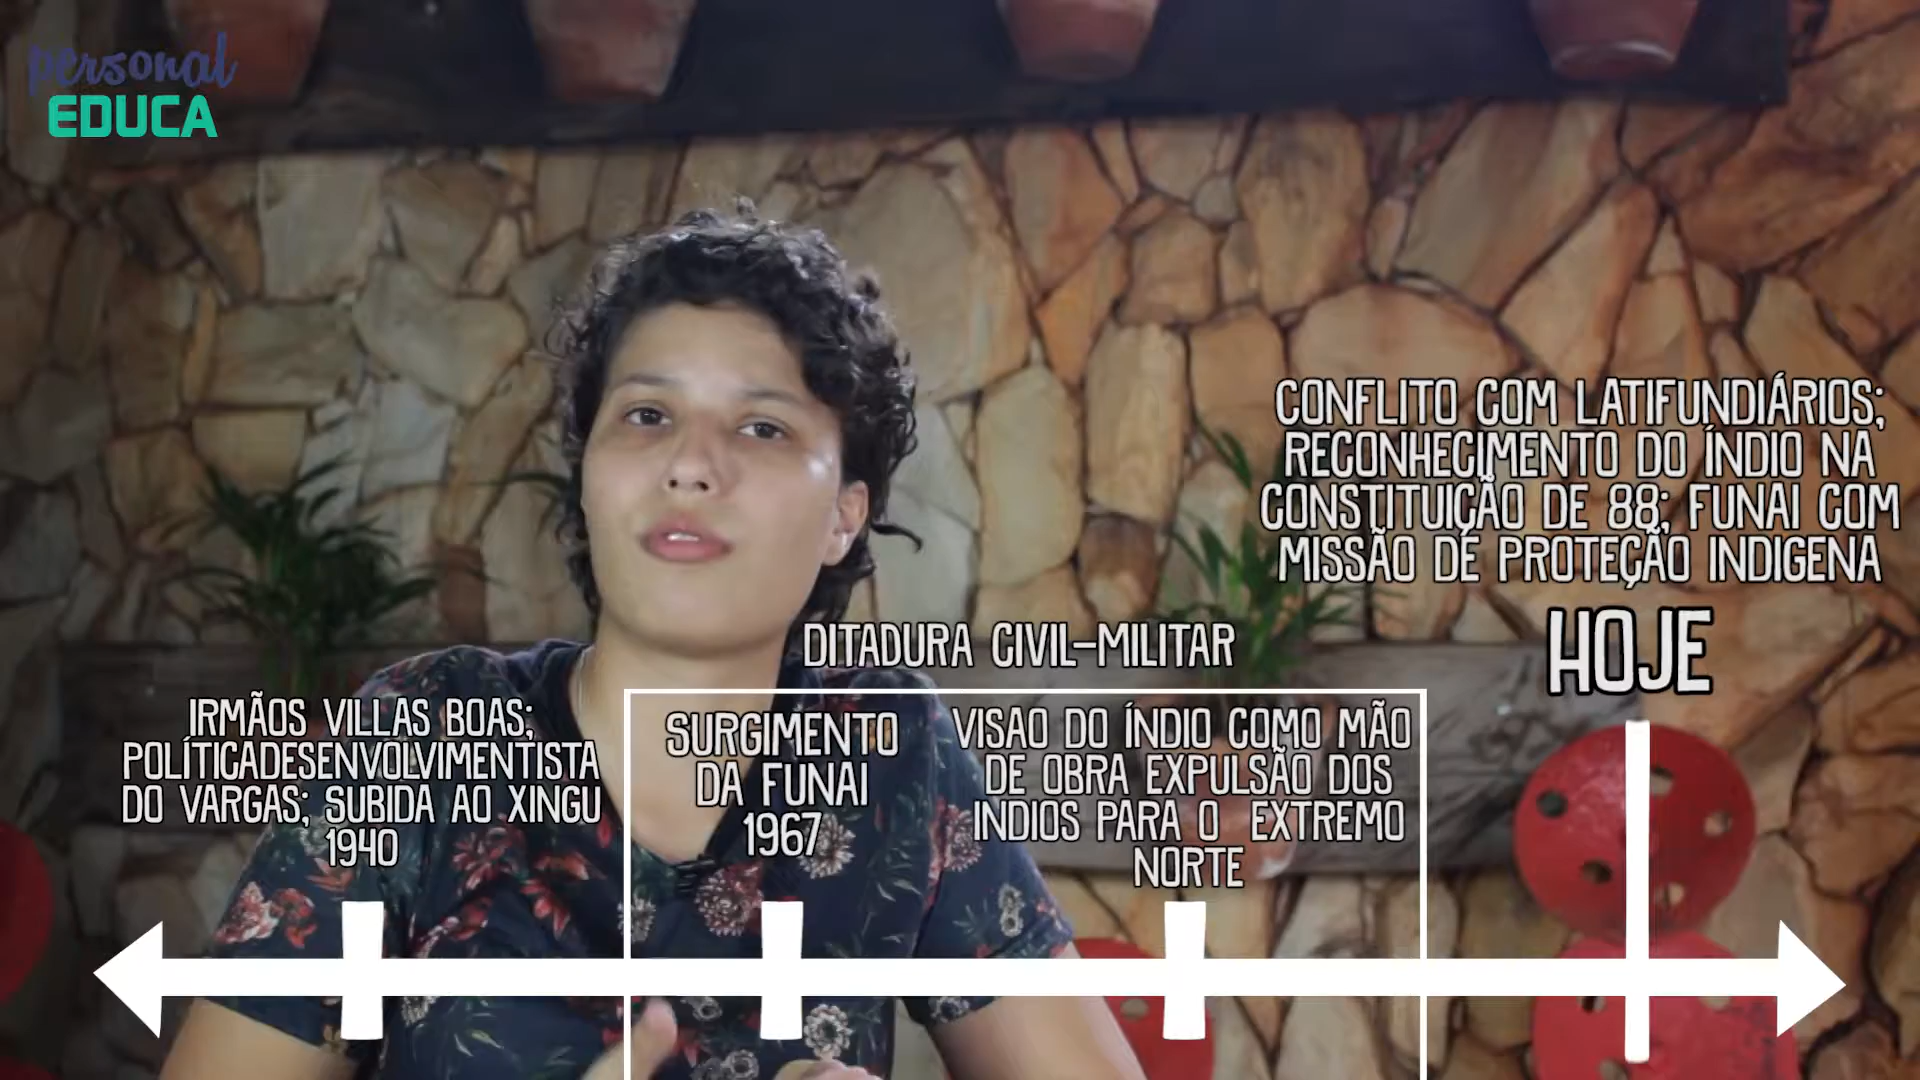 personal
EDUCA
CONFLITO COM LATIFUNDIÁRIOS;
RECONHECIMENTO DO ÍNDIO NA
CONSTITUIÇÃO DE 88; FUNAI COM
MISSÃO DE PROTEÇÃO INDIGENA
HOJE
DITADURA CIVIL-MILITAR
IRMÃOS VILLAS BOAS;
POLÍTICADESENVOLVIMENTISTA
DO VARGAS; SUBIDA AO XINGU
1940
SURGIMENTO
DA FUNAI
1967
VISAO DO ÍNDIO COMO MÃO
DE OBRA EXPULSÃO DOS
INDIOS PARA O EXTREMO
NORTE